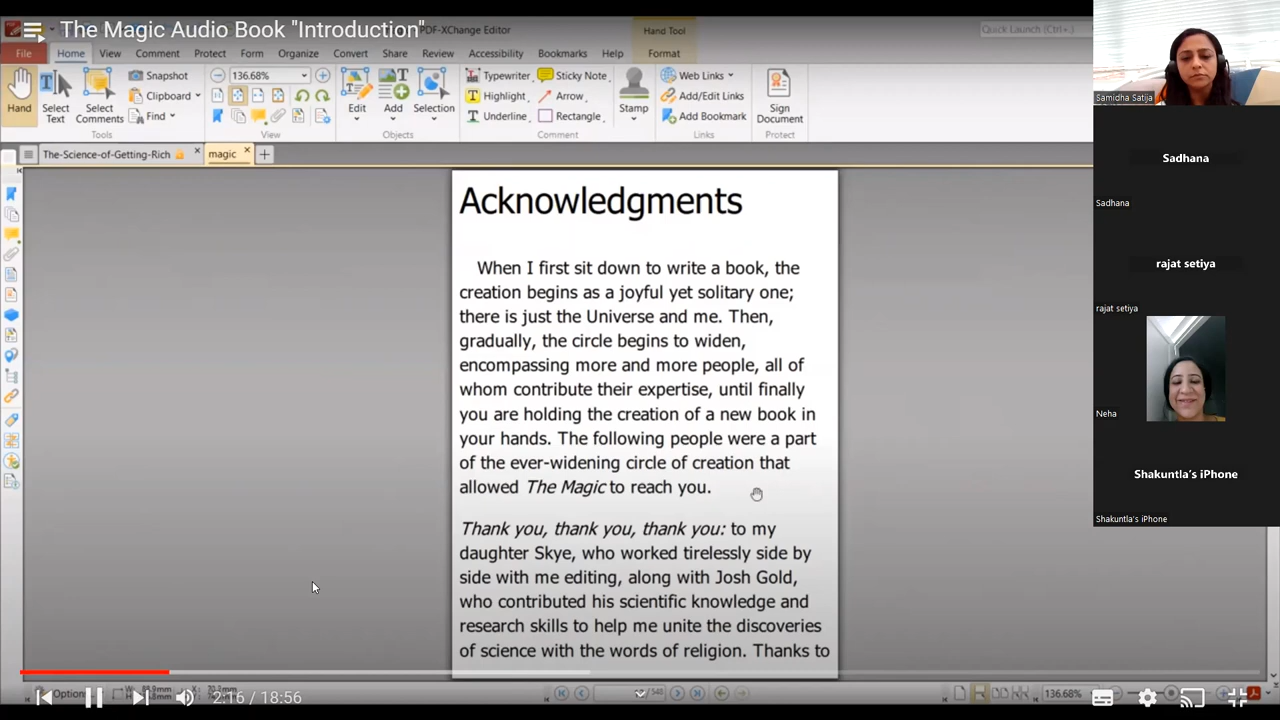 The Magic Audio Book "Introduction"
PDF-XChange Editor
Hand Tool
Quick Launch (Ctrl+.)
File
Home
View
Comment
Protect
Organize
Convert
Share
Accessibility
Bookmarks
Help
Format
Hand
Select Text
Select Comments
Snapshot
Clipboard
Find
Tools
136.68%
View
Edit
Add
Objects
Typewriter
Sticky Note
Highlight
Arrow
Underline
Rectangle
Stamp
Comment
Web Links
Add/Edit Links
Add Bookmark
Links
Sign Document
Protect
The-Science-of-Getting-Rich
magic
Acknowledgments
When I first sit down to write a book, the
creation begins as a joyful yet solitary one;
there is just the Universe and me. Then,
gradually, the circle begins to widen,
encompassing more and more people, all of
whom contribute their expertise, until finally
you are holding the creation of a new book in
your hands. The following people were a part
of the ever-widening circle of creation that
allowed The Magic to reach you.
Thank you, thank you, thank you: to my
daughter Skye, who worked tirelessly side by
side with me editing, along with Josh Gold,
who contributed his scientific knowledge and
research skills to help me unite the discoveries
of science with the words of religion. Thanks to
Samidha Satija
Sadhana
Sadhana
rajat setiya
rajat setiya
Neha
Shakuntla's iPhone
Shakuntla's iPhone
Options
2:16 / 18:56
136.68%